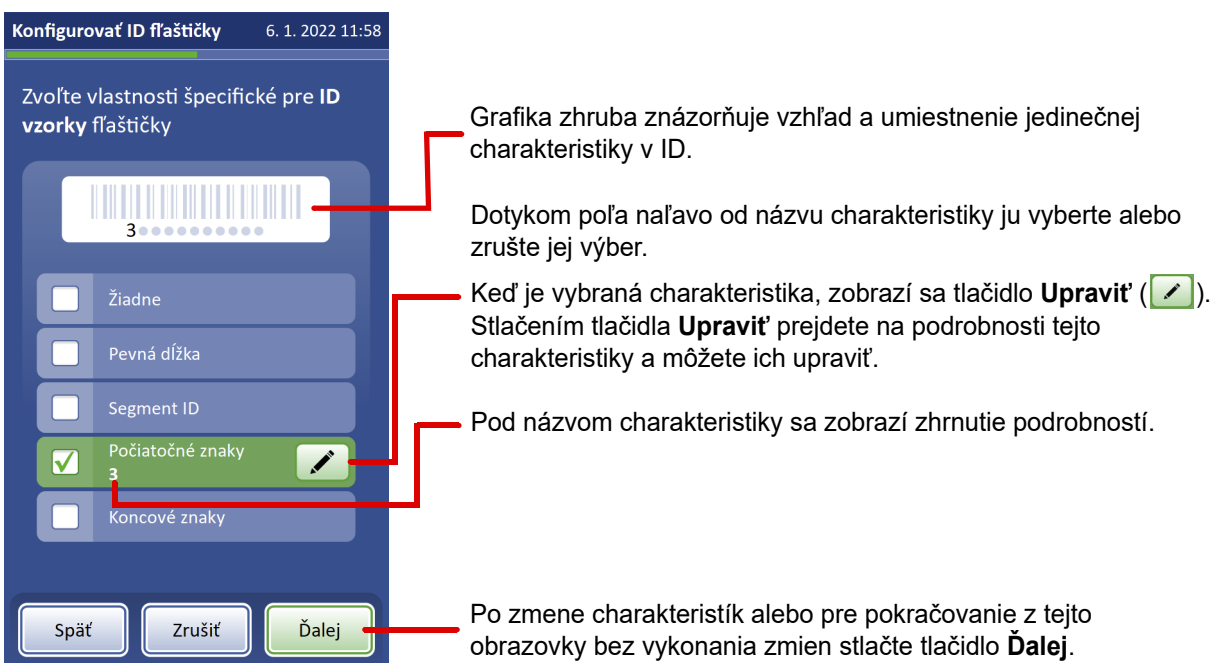 Konfigurovať ID fľaštičky 6. 1. 2022 11:58
Zvoľte vlastnosti špecifické pre ID
vzorky fľaštičky
3
Žiadne
Pevná dĺžka
Segment ID
Počiatočné znaky
3
Koncové znaky
Späť
Zrušiť
Ďalej
Grafika zhruba znázorňuje vzhľad a umiestnenie jedinečnej
charakteristiky v ID.
Dotykom poľa naľavo od názvu charakteristiky ju vyberte alebo
zrušte jej výber.
Keď je vybraná charakteristika, zobrazí sa tlačidlo Upraviť ( ).
Stlačením tlačidla Upraviť prejdete na podrobnosti tejto
charakteristiky a môžete ich upraviť.
Pod názvom charakteristiky sa zobrazí zhrnutie podrobností.
Po zmene charakteristík alebo pre pokračovanie z tejto
obrazovky bez vykonania zmien stlačte tlačidlo Ďalej.